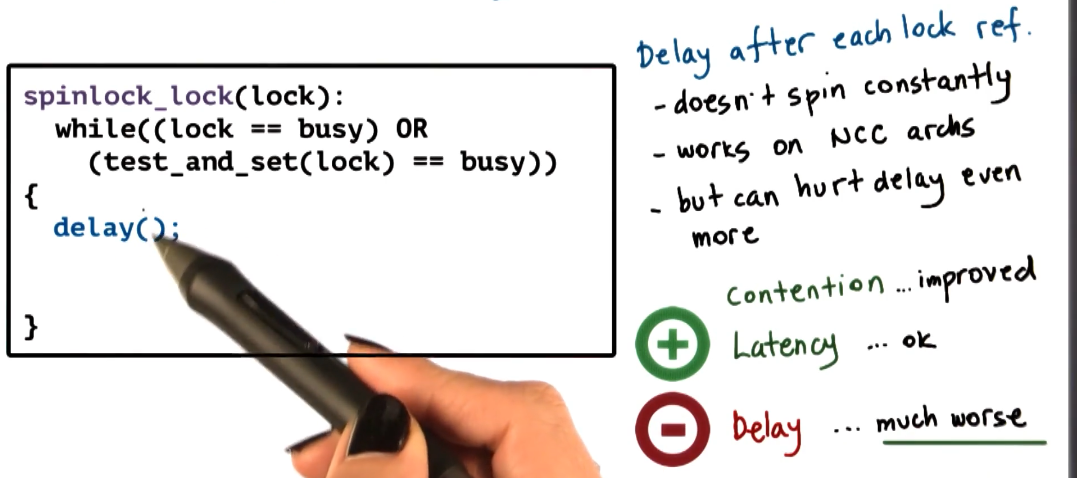 spinlock_lock(lock):
while((lock == busy) OR
(test_and_set(lock) == busy))
{
delay();
}
Delay after each lock ref.
- doesn't spin constantly
- works on NCC archs
- but can hurt delay even
more
Contention ... improved
+ Latency ... ok
- Delay ... much worse